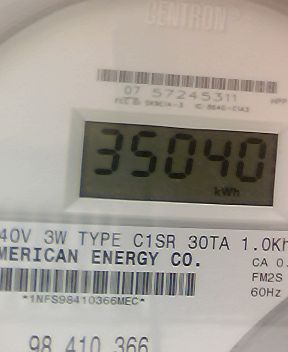 CENTRON
07 57245311
35040
kWh
40V 3W TYPE C1SR 30TA 1.0Kh
MERICAN ENERGY CO.
CA 0.
FM2S
60Hz
*1NFS98410366MEC*
98 410 366